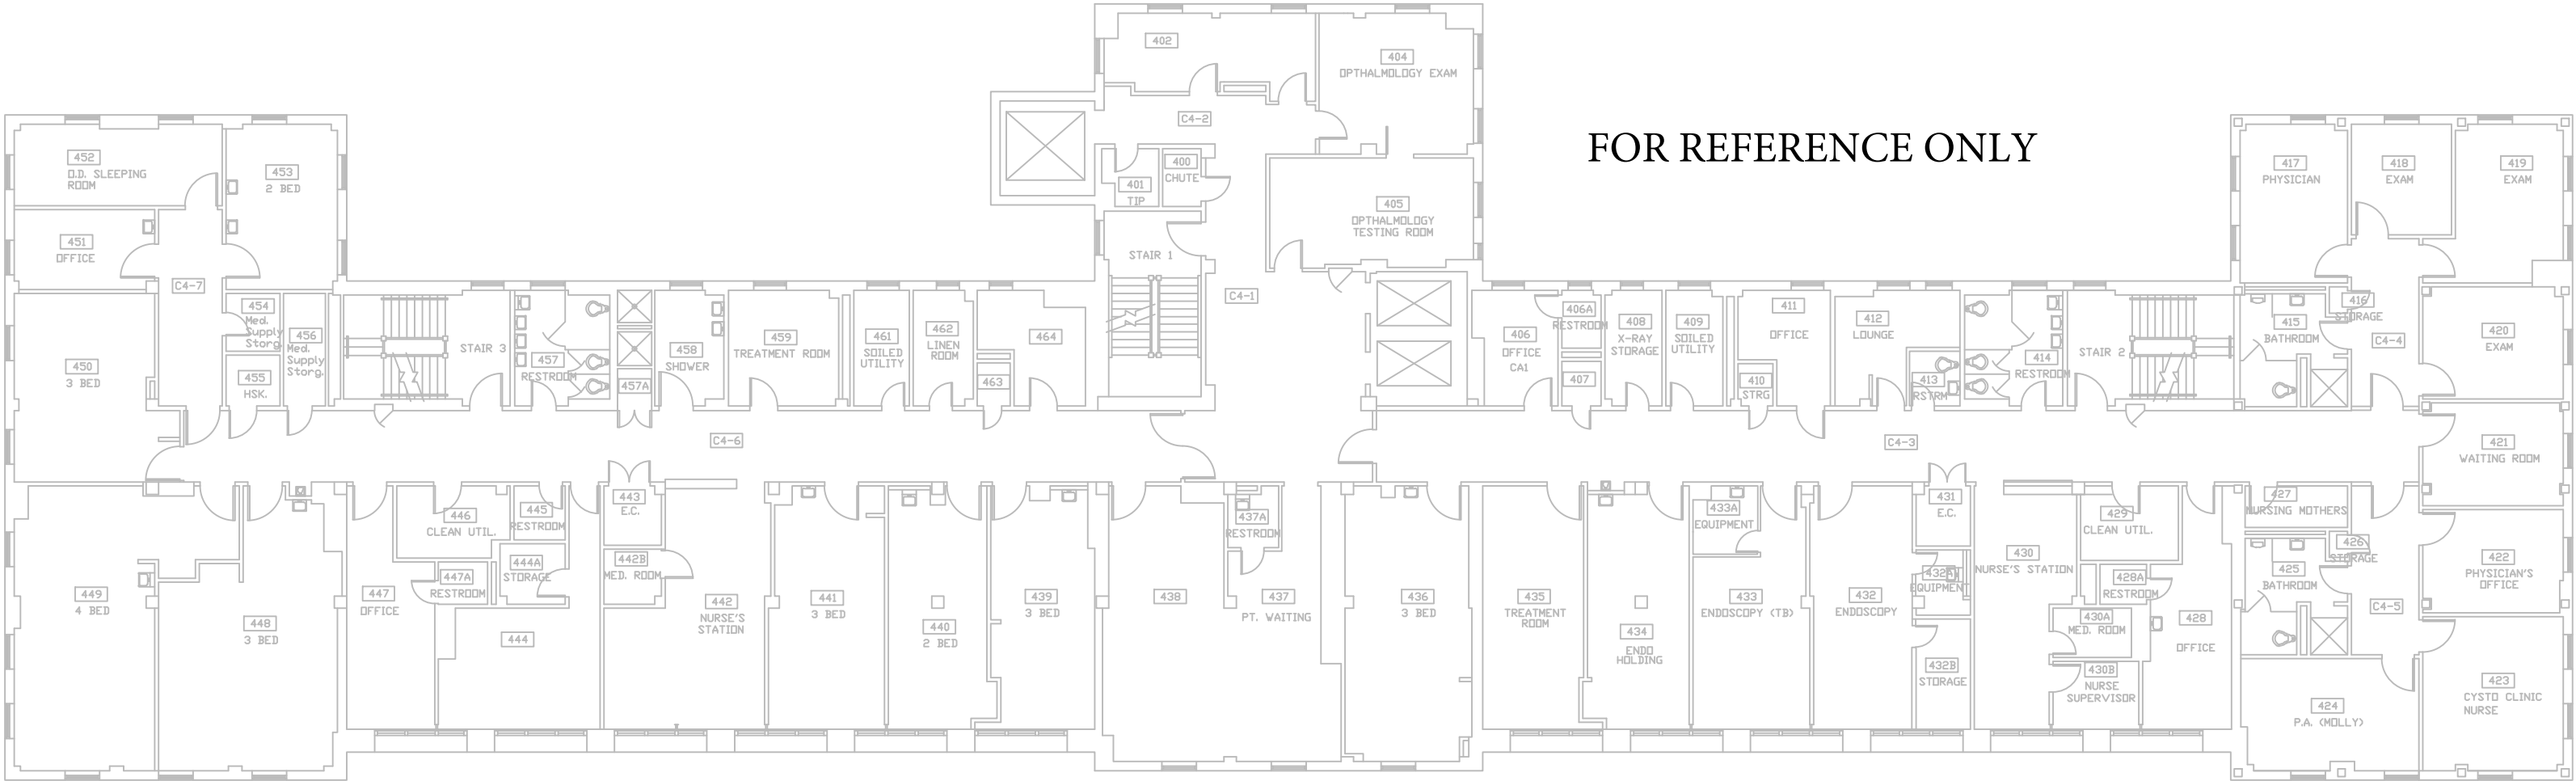 402
404
OPTHALMOLOGY EXAM
C4-2
FOR REFERENCE ONLY
452
O.D. SLEEPING
ROOM
453
2 BED
400
CHUTE
401
TIP
405
OPTHALMOLOGY
TESTING ROOM
417
PHYSICIAN
418
EXAM
419
EXAM
451
OFFICE
STAIR 1
C4-7
C4-1
454
Med.
Supply
Storg.
456
Med.
Supply
Storg.
455
HSK.
450
3 BED
STAIR 3
457
RESTROOM
457A
458
SHOWER
459
TREATMENT ROOM
461
SOILED
UTILITY
462
LINEN
ROOM
463
464
406
OFFICE
CA1
406A
RESTROOM
407
408
X-RAY
STORAGE
409
SOILED
UTILITY
411
OFFICE
410
STRG
412
LOUNGE
413
RSTRM
414
RESTROOM
STAIR 2
415
BATHROOM
416
STORAGE
C4-4
420
EXAM
C4-6
C4-3
421
WAITING ROOM
449
4 BED
448
3 BED
447
OFFICE
446
CLEAN UTIL.
445
RESTROOM
444A
STORAGE
447A
RESTROOM
444
443
E.C.
442B
MED. ROOM
442
NURSE'S
STATION
441
3 BED
440
2 BED
439
3 BED
438
437A
RESTROOM
437
PT. WAITING
436
3 BED
435
TREATMENT
ROOM
434
ENDO
HOLDING
433A
EQUIPMENT
433
ENDOSCOPY (TB)
432
ENDOSCOPY
431
E.C.
432A
EQUIPMENT
432B
STORAGE
430
NURSE'S STATION
429
CLEAN UTIL.
428A
RESTROOM
430A
MED. ROOM
430B
NURSE
SUPERVISOR
428
OFFICE
427
NURSING MOTHERS
426
STORAGE
425
BATHROOM
C4-5
422
PHYSICIAN'S
OFFICE
423
CYSTO CLINIC
NURSE
424
P.A. (MOLLY)